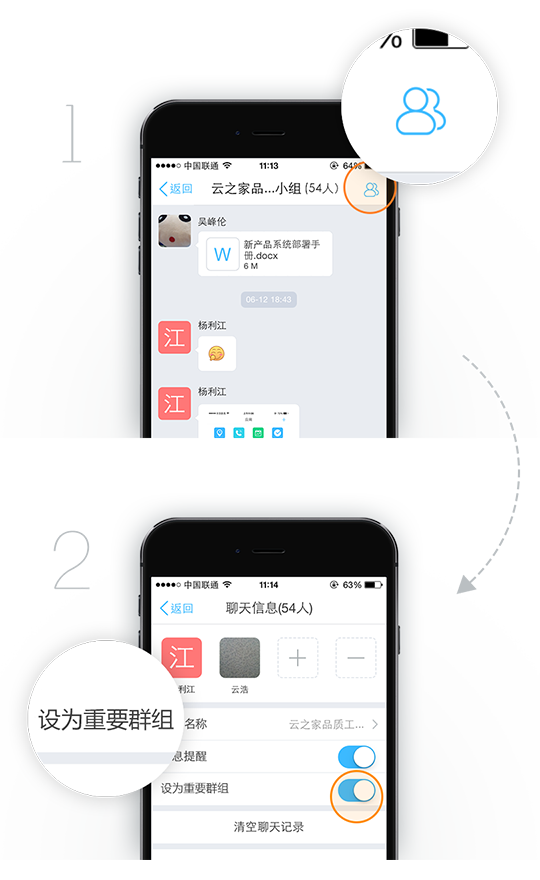 1
%
中国联通 11:13 64%
返回 云之家品...小组 (54人)
吴峰伦
W
新产品系统部署手
册.docx
6 M
06-12 16:43
杨利江
江
杨利江
江
2
中国联通 11:14 63%
返回 聊天信息(54人)
江
利江 云浩
设为重要群组
名称 云之家品质工...
息提醒
设为重要群组
清空聊天记录